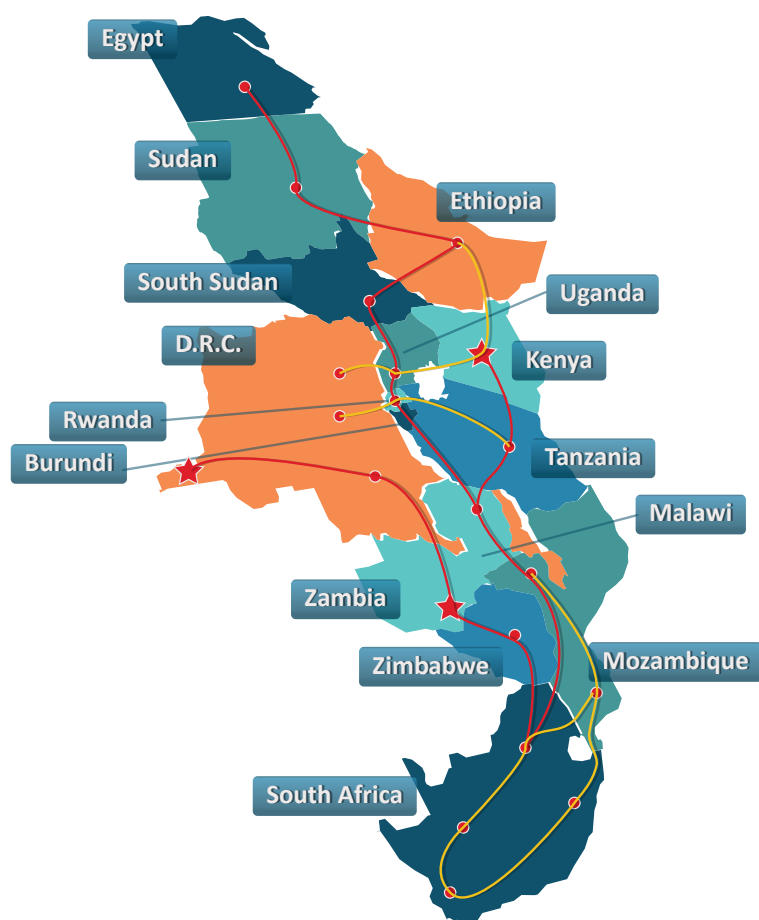 Egypt
Sudan
Ethiopia
South Sudan
Uganda
D.R.C.
Kenya
Rwanda
Burundi
Tanzania
Malawi
Zambia
Zimbabwe
Mozambique
South Africa